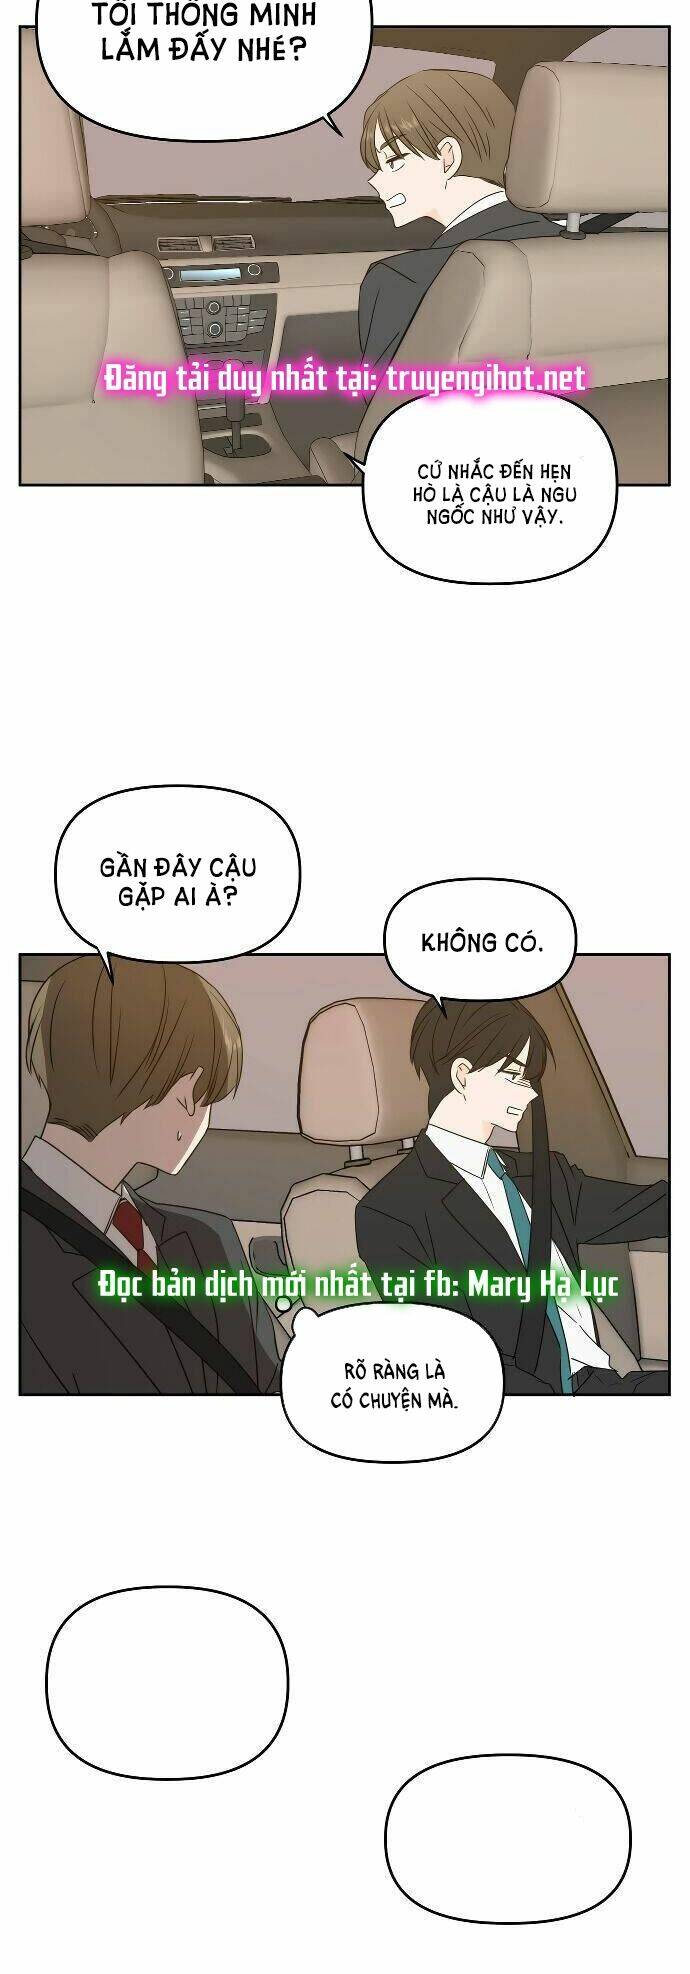 TÔI THÔNG MINH
LẮM ĐẤY NHÉ?
Đăng tải duy nhất tại: truyengihot.net
CỨ NHẮC ĐẾN HẸN
HÒ LÀ CẬU LÀ NGU
NGỐC NHƯ VẬY.
GẦN ĐÂY CẬU
GẶP AI À?
KHÔNG CÓ.
Đọc bản dịch mới nhất tại fb: Mary Hạ Lục
RÕ RÀNG LÀ
CÓ CHUYỆN MÀ.